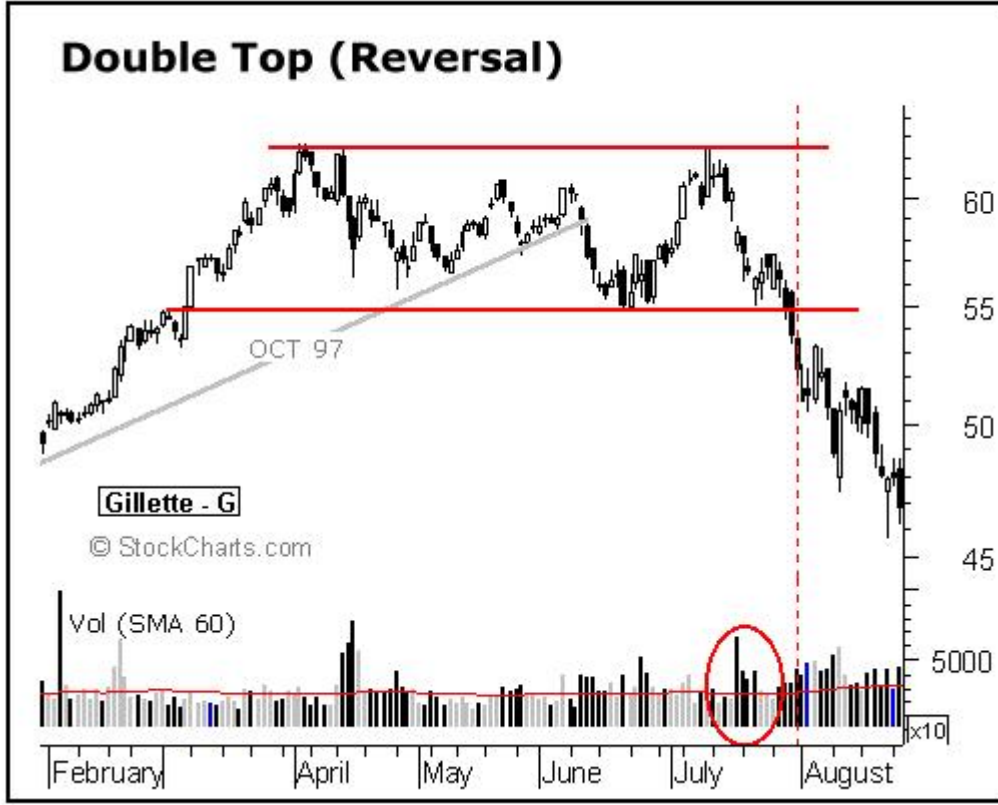 Double Top (Reversal)
60
55
OCT 97
50
Gillette - G
© StockCharts.com
45
Vol (SMA 60)
5000
x10
February April May June July August